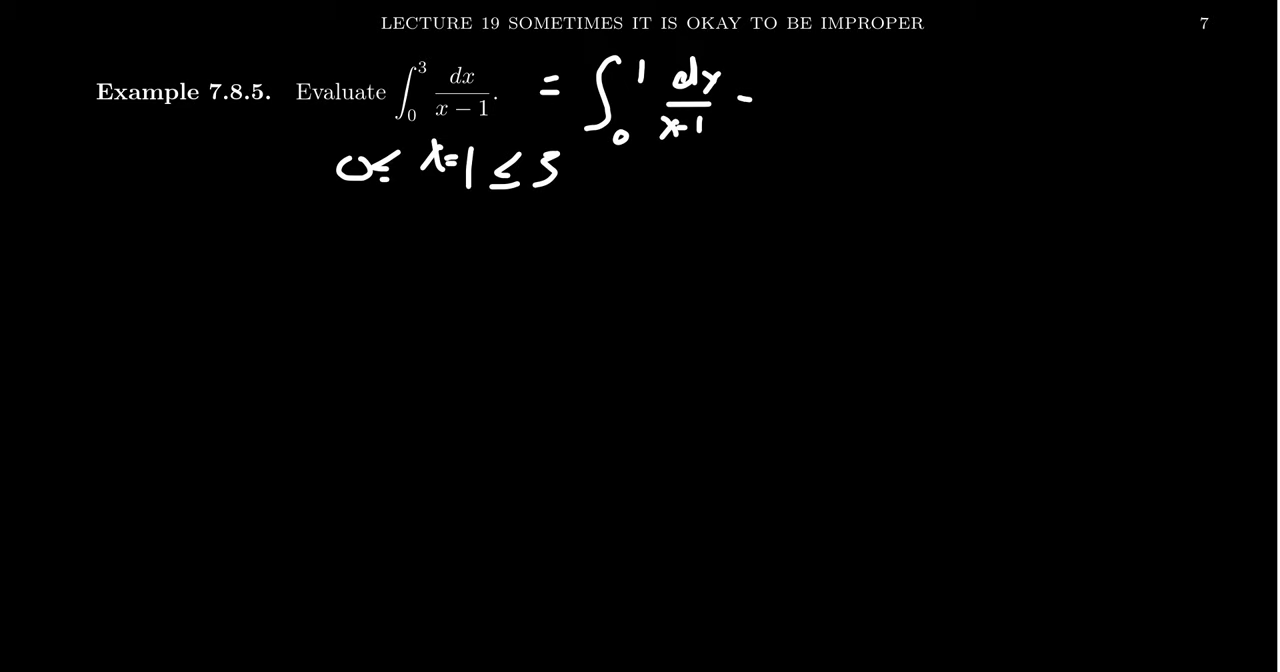 LECTURE 19 SOMETIMES IT IS OKAY TO BE IMPROPER 7
Example 7.8.5. Evaluate ∫₀³ dx/(x − 1). = ∫₀¹ dx/(x-1) -
0 ≤ x=1 ≤ 3